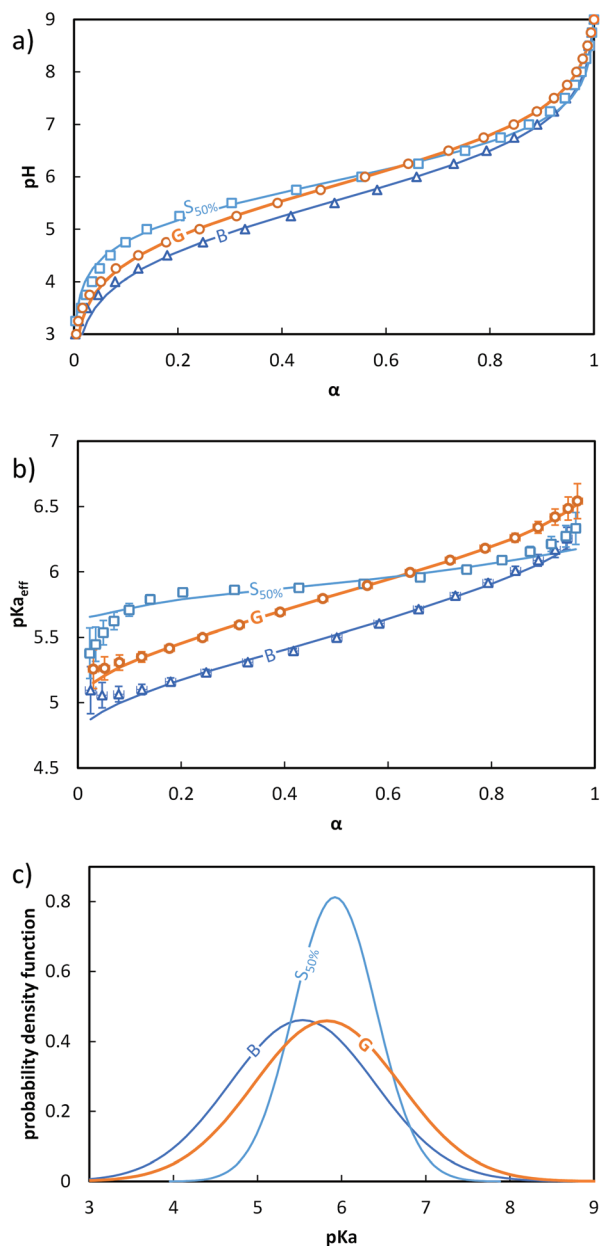 a)
9
8
7
6
5
4
3
pH
S50%
G
B
0 0.2 0.4 0.6 0.8 1
α
b)
7
6.5
6
5.5
5
4.5
pKaeff
S50%
G
B
0 0.2 0.4 0.6 0.8 1
α
c)
0.8
0.6
0.4
0.2
0
probability density function
S50%
B
G
3 4 5 6 7 8 9
pKa